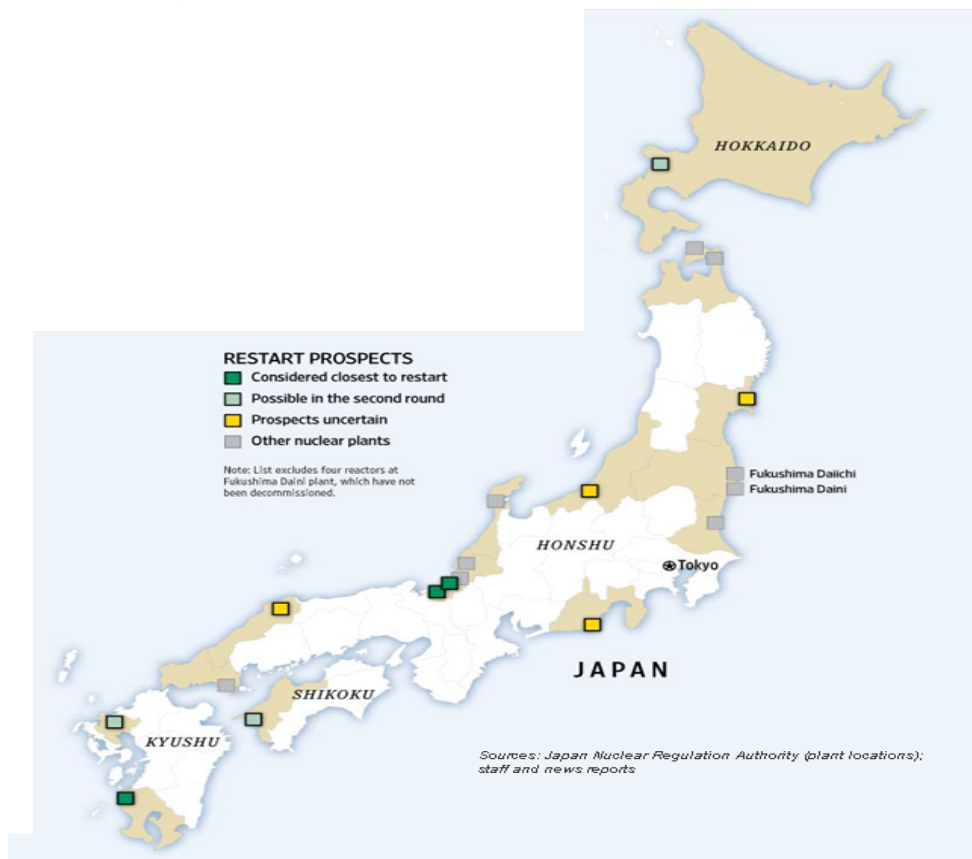 HOKKAIDO
RESTART PROSPECTS
Considered closest to restart
Possible in the second round
Prospects uncertain
Other nuclear plants
Note: List excludes four reactors at
Fukushima Daini plant, which have not
been decommissioned.
Fukushima Daiichi
Fukushima Daini
HONSHU
Tokyo
JAPAN
SHIKOKU
KYUSHU
Sources: Japan Nuclear Regulation Authority (plant locations);
staff and news reports